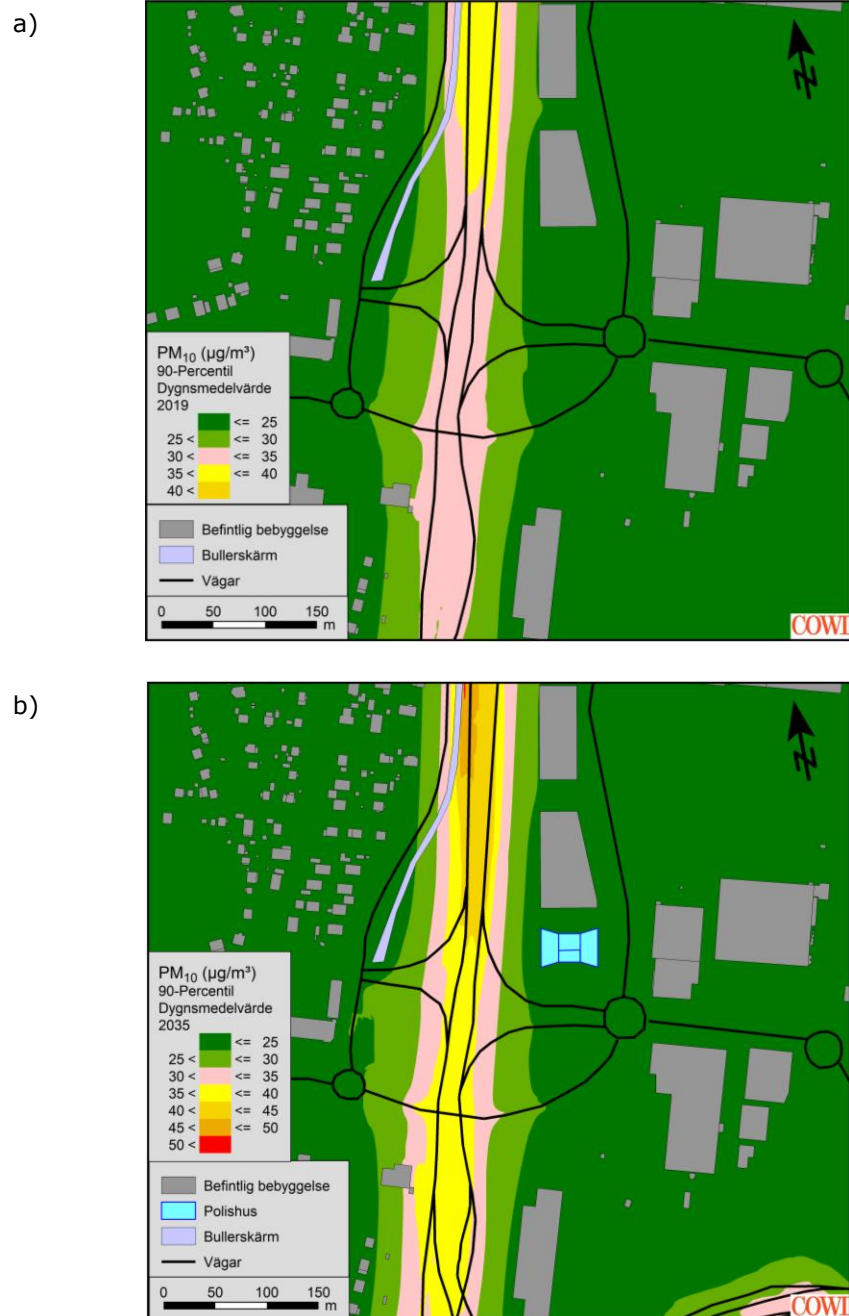 a)
N
PM₁₀ (µg/m³)
90-Percentil
Dygnsmedelvärde
2019
<= 25
25 < <= 30
30 < <= 35
35 < <= 40
40 <
Befintlig bebyggelse
Bullerskärm
Vägar
0 50 100 150
m
COWI
b)
N
PM₁₀ (µg/m³)
90-Percentil
Dygnsmedelvärde
2035
<= 25
25 < <= 30
30 < <= 35
35 < <= 40
40 < <= 45
45 < <= 50
50 <
Befintlig bebyggelse
Polishus
Bullerskärm
Vägar
0 50 100 150
m
COWI